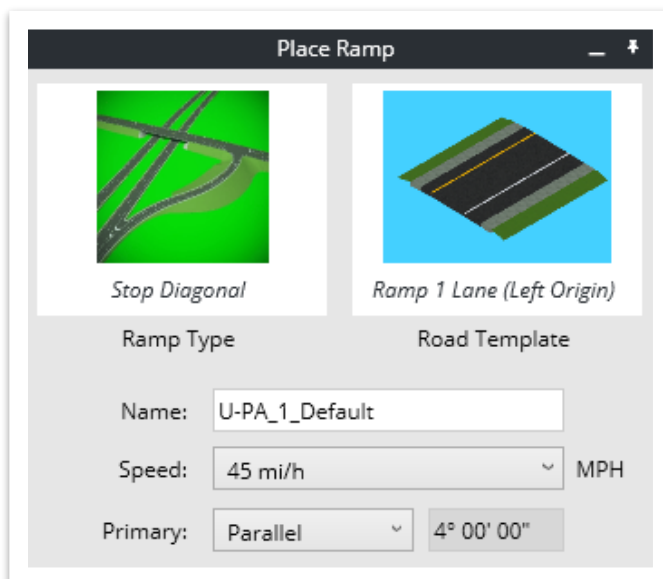 Place Ramp
Stop Diagonal
Ramp 1 Lane (Left Origin)
Ramp Type
Road Template
Name: U-PA_1_Default
Speed: 45 mi/h MPH
Primary: Parallel 4° 00' 00"